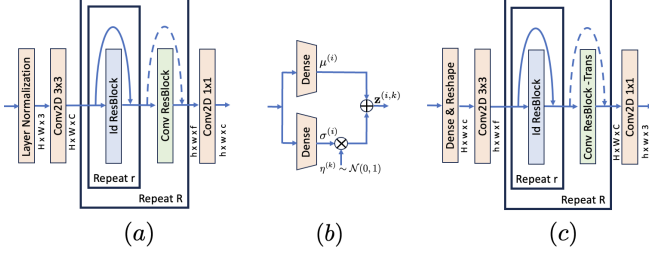 Layer Normalization
H x W x 3
Conv2D 3x3
H x W x C
Id ResBlock
Repeat r
Conv ResBlock
Repeat R
h x w x f
Conv2D 1x1
h x w x c
(a)
Dense
μ(i)
Dense
σ(i)
z(i,k)
η(k) ∼ N(0,1)
(b)
Dense & Reshape
H x w x c
Conv2D 3x3
h x w x f
Id ResBlock
Repeat r
Conv ResBlock -Trans
Repeat R
H x W x C
Conv2D 1x1
h x w x 3
(c)